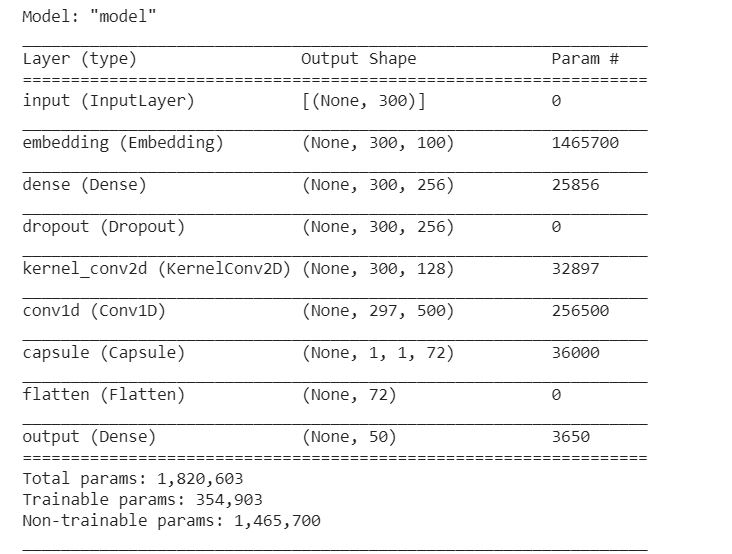 Model: "model"
Layer (type) Output Shape Param #
input (InputLayer) [(None, 300)] 0
embedding (Embedding) (None, 300, 100) 1465700
dense (Dense) (None, 300, 256) 25856
dropout (Dropout) (None, 300, 256) 0
kernel_conv2d (KernelConv2D) (None, 300, 128) 32897
conv1d (Conv1D) (None, 297, 500) 256500
capsule (Capsule) (None, 1, 1, 72) 36000
flatten (Flatten) (None, 72) 0
output (Dense) (None, 50) 3650
Total params: 1,820,603
Trainable params: 354,903
Non-trainable params: 1,465,700